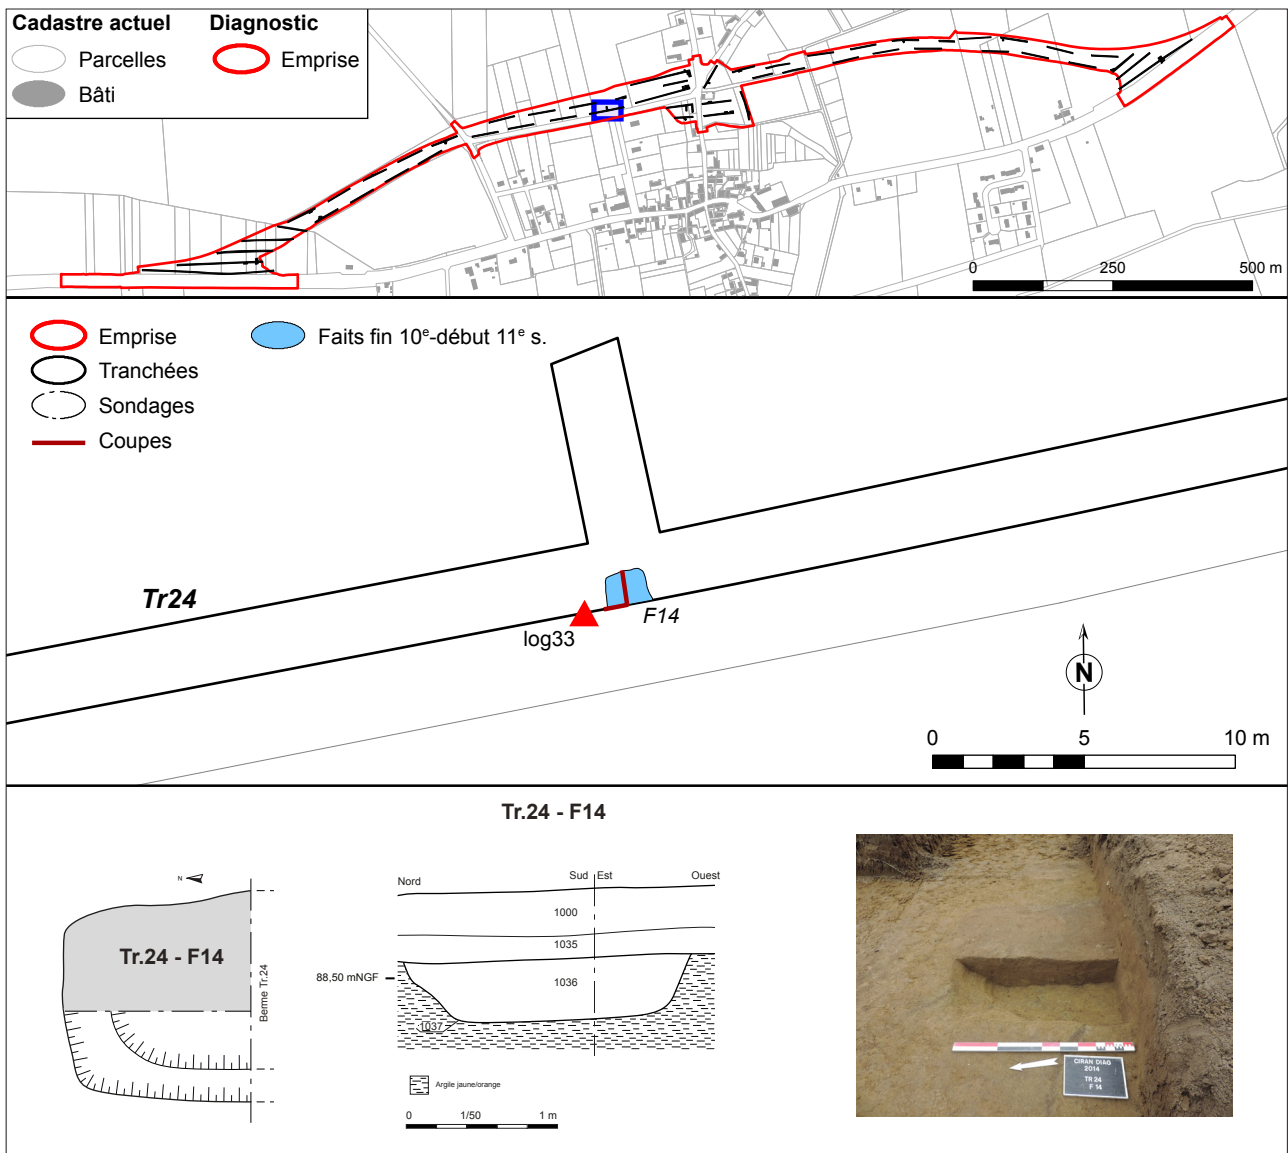 Cadastre actuel Diagnostic
Parcelles Emprise
Bâti
0 250 500 m
Emprise Faits fin 10e-début 11e s.
Tranchées
Sondages
Coupes
Tr24
F14
log33
N
0 5 10 m
Tr.24 - F14
N
Tr.24 - F14
Berme Tr.24
Nord Sud Est Ouest
1000
1035
88,50 mNGF
1036
1037
Argile jaune/orange
0 1/50 1 m
CIRAN DIAG
2014
TR 24
F 14